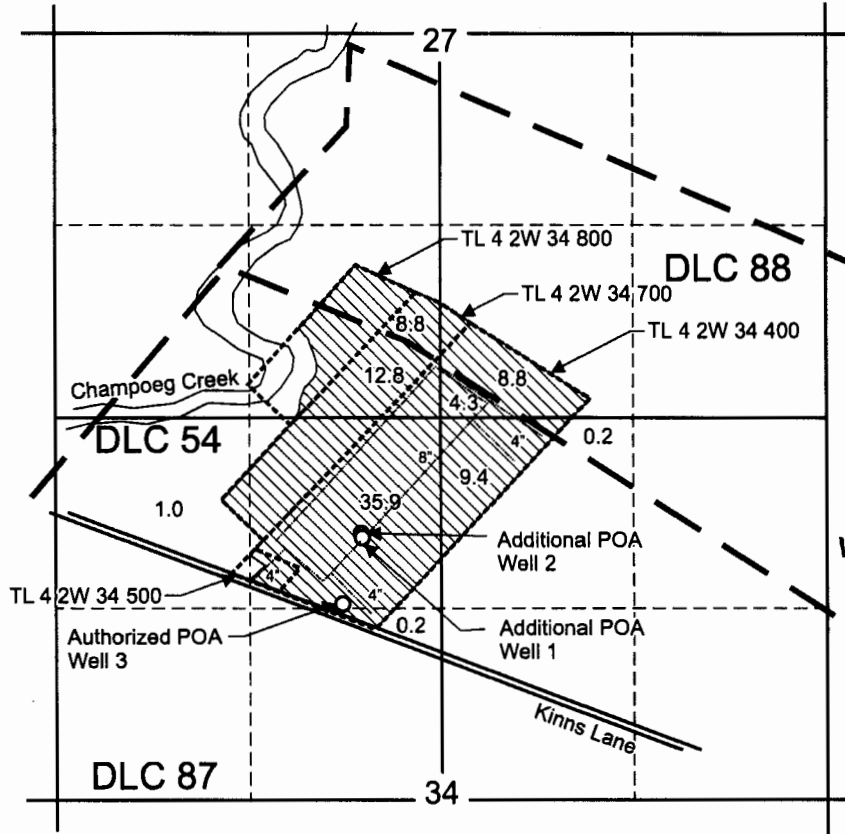 27
TL 4 2W 34 800
DLC 88
TL 4 2W 34 700
8.8
TL 4 2W 34 400
12.8
8.8
Champoeg Creek
4.3
DLC 54
4"
0.2
8"
9.4
1.0
35.9
Additional POA
Well 2
4"
TL 4 2W 34 500
4"
0.2
Authorized POA
Well 3
Additional POA
Well 1
Kinns Lane
DLC 87
34